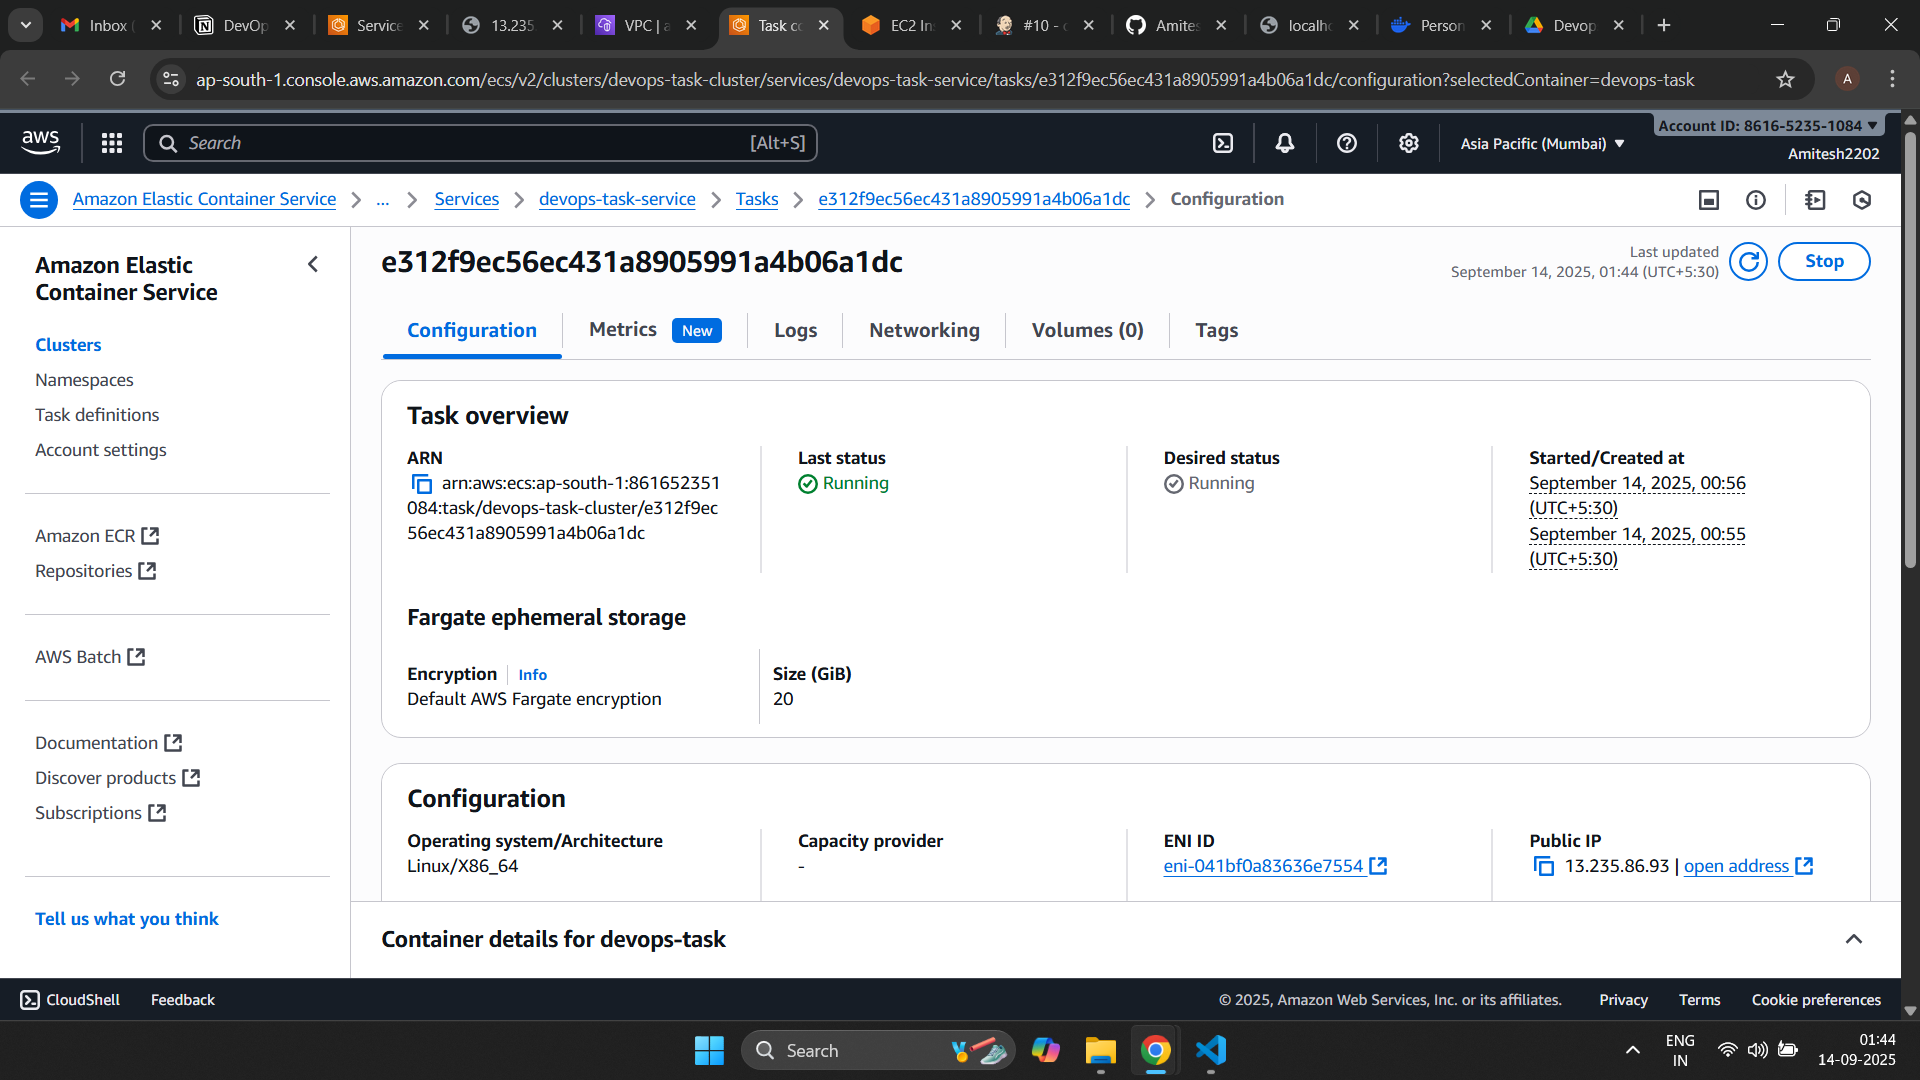 Inbox (
DevOp
Service
13.235
VPC | a
Task co
EC2 In
#10 - c
Amites
localho
Person
Devop
ap-south-1.console.aws.amazon.com/ecs/v2/clusters/devops-task-cluster/services/devops-task-service/tasks/e312f9ec56ec431a8905991a4b06a1dc/configuration?selectedContainer=devops-task
A
aws
Search
[Alt+S]
Asia Pacific (Mumbai)
Account ID: 8616-5235-1084
Amitesh2202
Amazon Elastic Container Service
...
Services
devops-task-service
Tasks
e312f9ec56ec431a8905991a4b06a1dc
Configuration
Amazon Elastic
Container Service
Clusters
Namespaces
Task definitions
Account settings
Amazon ECR
Repositories
AWS Batch
Documentation
Discover products
Subscriptions
Tell us what you think
e312f9ec56ec431a8905991a4b06a1dc
Last updated
September 14, 2025, 01:44 (UTC+5:30)
Stop
Configuration
Metrics New
Logs
Networking
Volumes (0)
Tags
Task overview
ARN
arn:aws:ecs:ap-south-1:861652351
084:task/devops-task-cluster/e312f9ec
56ec431a8905991a4b06a1dc
Last status
Running
Desired status
Running
Started/Created at
September 14, 2025, 00:56
(UTC+5:30)
September 14, 2025, 00:55
(UTC+5:30)
Fargate ephemeral storage
Encryption Info
Default AWS Fargate encryption
Size (GiB)
20
Configuration
Operating system/Architecture
Linux/X86_64
Capacity provider
-
ENI ID
eni-041bf0a83636e7554
Public IP
13.235.86.93 | open address
Container details for devops-task
CloudShell
Feedback
© 2025, Amazon Web Services, Inc. or its affiliates.
Privacy
Terms
Cookie preferences
Search
ENG
IN
01:44
14-09-2025